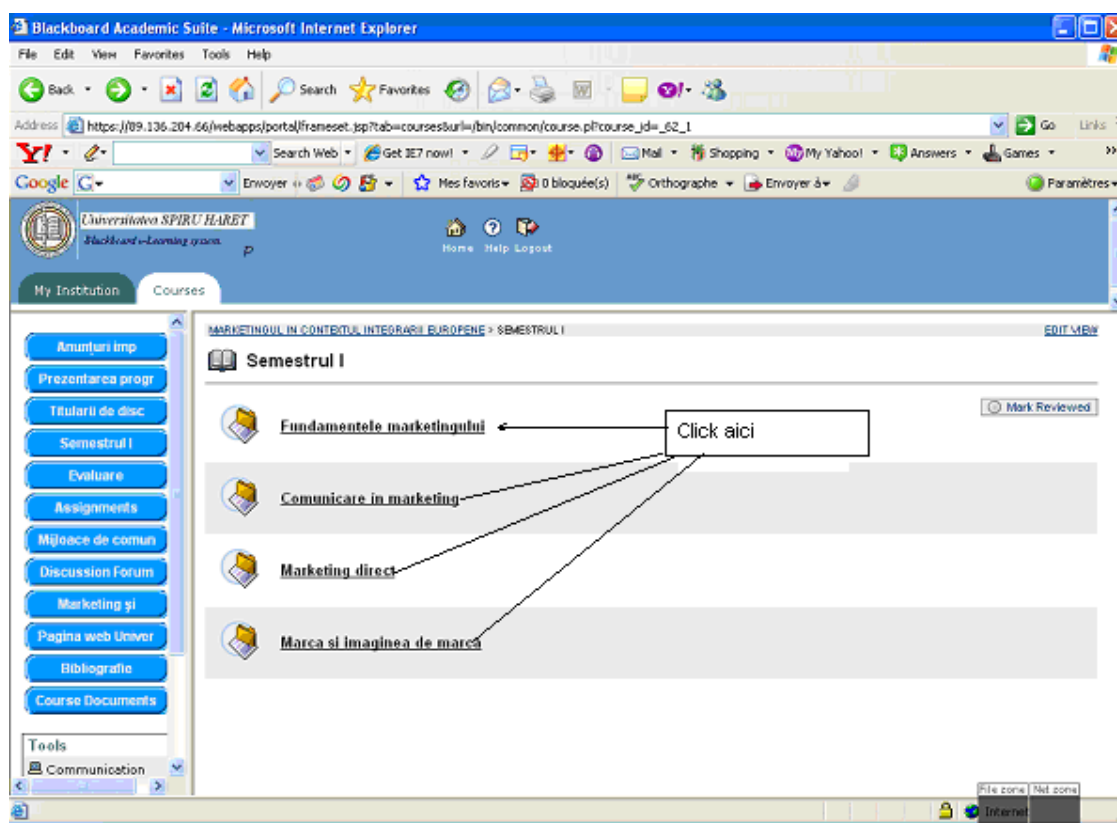 Blackboard Academic Suite - Microsoft Internet Explorer
File Edit View Favorites Tools Help
Back Search Favorites
Address https://89.136.204.66/webapps/portal/frameset.jsp?tab=courses&url=/bin/common/course.pl?course_id=_62_1 Go Links
Y! Search Web Get IE7 now! Mail Shopping My Yahoo! Answers Games
Google G Envoyer Mes favoris 0 bloquée(s) Orthographe Envoyer à Paramètres
Universitatea SPIRU HARET
Blackboard e-Learning system
p
Home Help Logout
My Institution Courses
MARKETINGUL IN CONTEXTUL INTEGRARII EUROPENE > SEMESTRUL I EDIT VIEW
Semestrul I
Mark Reviewed
Fundamentele marketingului
Click aici
Comunicare in marketing
Marketing direct
Marca si imaginea de marcă
Anunțuri imp
Prezentarea progr
Titularii de disc
Semestrul I
Evaluare
Assignments
Mijloace de comun
Discussion Forum
Marketing și
Pagina web Univer
Bibliografie
Course Documents
Tools
Communication
File zone Net zone
Internet